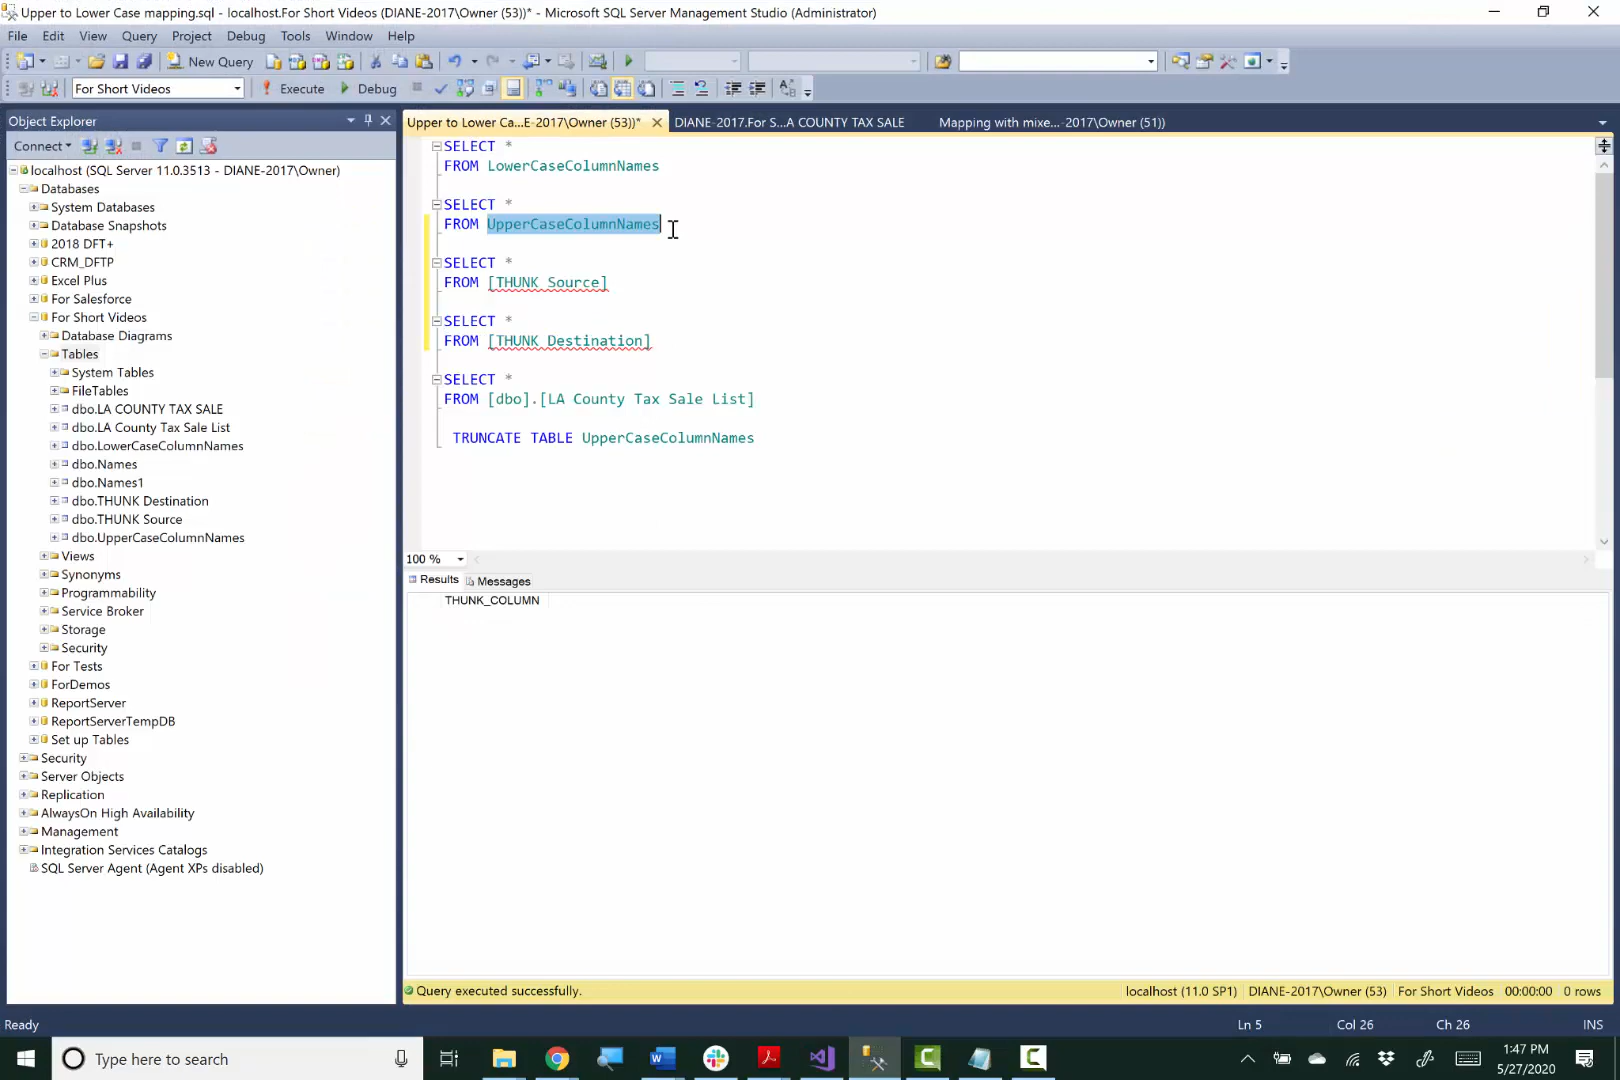 Upper to Lower Case mapping.sql - localhost.For Short Videos (DIANE-2017\Owner (53))* - Microsoft SQL Server Management Studio (Administrator)
File Edit View Query Project Debug Tools Window Help
New Query
For Short Videos Execute Debug
Object Explorer
Upper to Lower Ca...E-2017\Owner (53))* DIANE-2017.For S...A COUNTY TAX SALE Mapping with mixe...-2017\Owner (51))
Connect
localhost (SQL Server 11.0.3513 - DIANE-2017\Owner)
Databases
System Databases
Database Snapshots
2018 DFT+
CRM_DFTP
Excel Plus
For Salesforce
For Short Videos
Database Diagrams
Tables
System Tables
FileTables
dbo.LA COUNTY TAX SALE
dbo.LA County Tax Sale List
dbo.LowerCaseColumnNames
dbo.Names
dbo.Names1
dbo.THUNK Destination
dbo.THUNK Source
dbo.UpperCaseColumnNames
Views
Synonyms
Programmability
Service Broker
Storage
Security
For Tests
ForDemos
ReportServer
ReportServerTempDB
Set up Tables
Security
Server Objects
Replication
AlwaysOn High Availability
Management
Integration Services Catalogs
SQL Server Agent (Agent XPs disabled)
SELECT *
FROM LowerCaseColumnNames
SELECT *
FROM UpperCaseColumnNames
SELECT *
FROM [THUNK Source]
SELECT *
FROM [THUNK Destination]
SELECT *
FROM [dbo].[LA County Tax Sale List]
TRUNCATE TABLE UpperCaseColumnNames
100 %
Results Messages
THUNK_COLUMN
Query executed successfully. localhost (11.0 SP1) DIANE-2017\Owner (53) For Short Videos 00:00:00 0 rows
Ready Ln 5 Col 26 Ch 26 INS
Type here to search
1:47 PM
5/27/2020